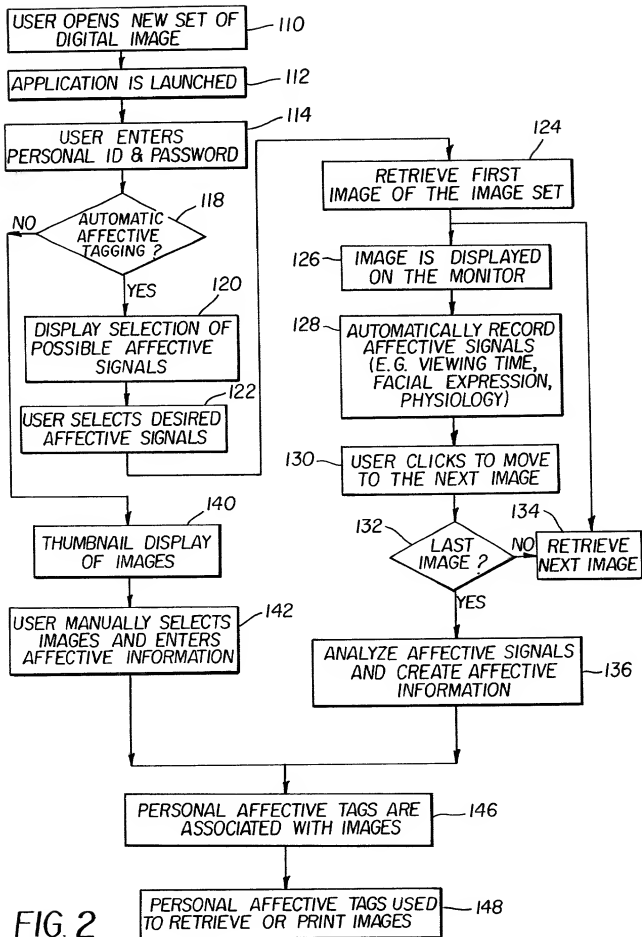 USER OPENS NEW SET OF
DIGITAL IMAGE
110
APPLICATION IS LAUNCHED
112
114
USER ENTERS
PERSONAL ID & PASSWORD
118
NO
AUTOMATIC
AFFECTIVE
TAGGING?
YES
120
DISPLAY SELECTION OF
POSSIBLE AFFECTIVE
SIGNALS
122
USER SELECTS DESIRED
AFFECTIVE SIGNALS
140
THUMBNAIL DISPLAY
OF IMAGES
142
USER MANUALLY SELECTS
IMAGES AND ENTERS
AFFECTIVE INFORMATION
124
RETRIEVE FIRST
IMAGE OF THE IMAGE SET
126
IMAGE IS DISPLAYED
ON THE MONITOR
128
AUTOMATICALLY RECORD
AFFECTIVE SIGNALS
(E.G. VIEWING TIME,
FACIAL EXPRESSION,
PHYSIOLOGY)
130
USER CLICKS TO MOVE
TO THE NEXT IMAGE
132
LAST
IMAGE?
NO
134
RETRIEVE
NEXT IMAGE
YES
ANALYZE AFFECTIVE SIGNALS
AND CREATE AFFECTIVE
INFORMATION
136
PERSONAL AFFECTIVE TAGS ARE
ASSOCIATED WITH IMAGES
146
PERSONAL AFFECTIVE TAGS USED
TO RETRIEVE OR PRINT IMAGES
148
FIG. 2